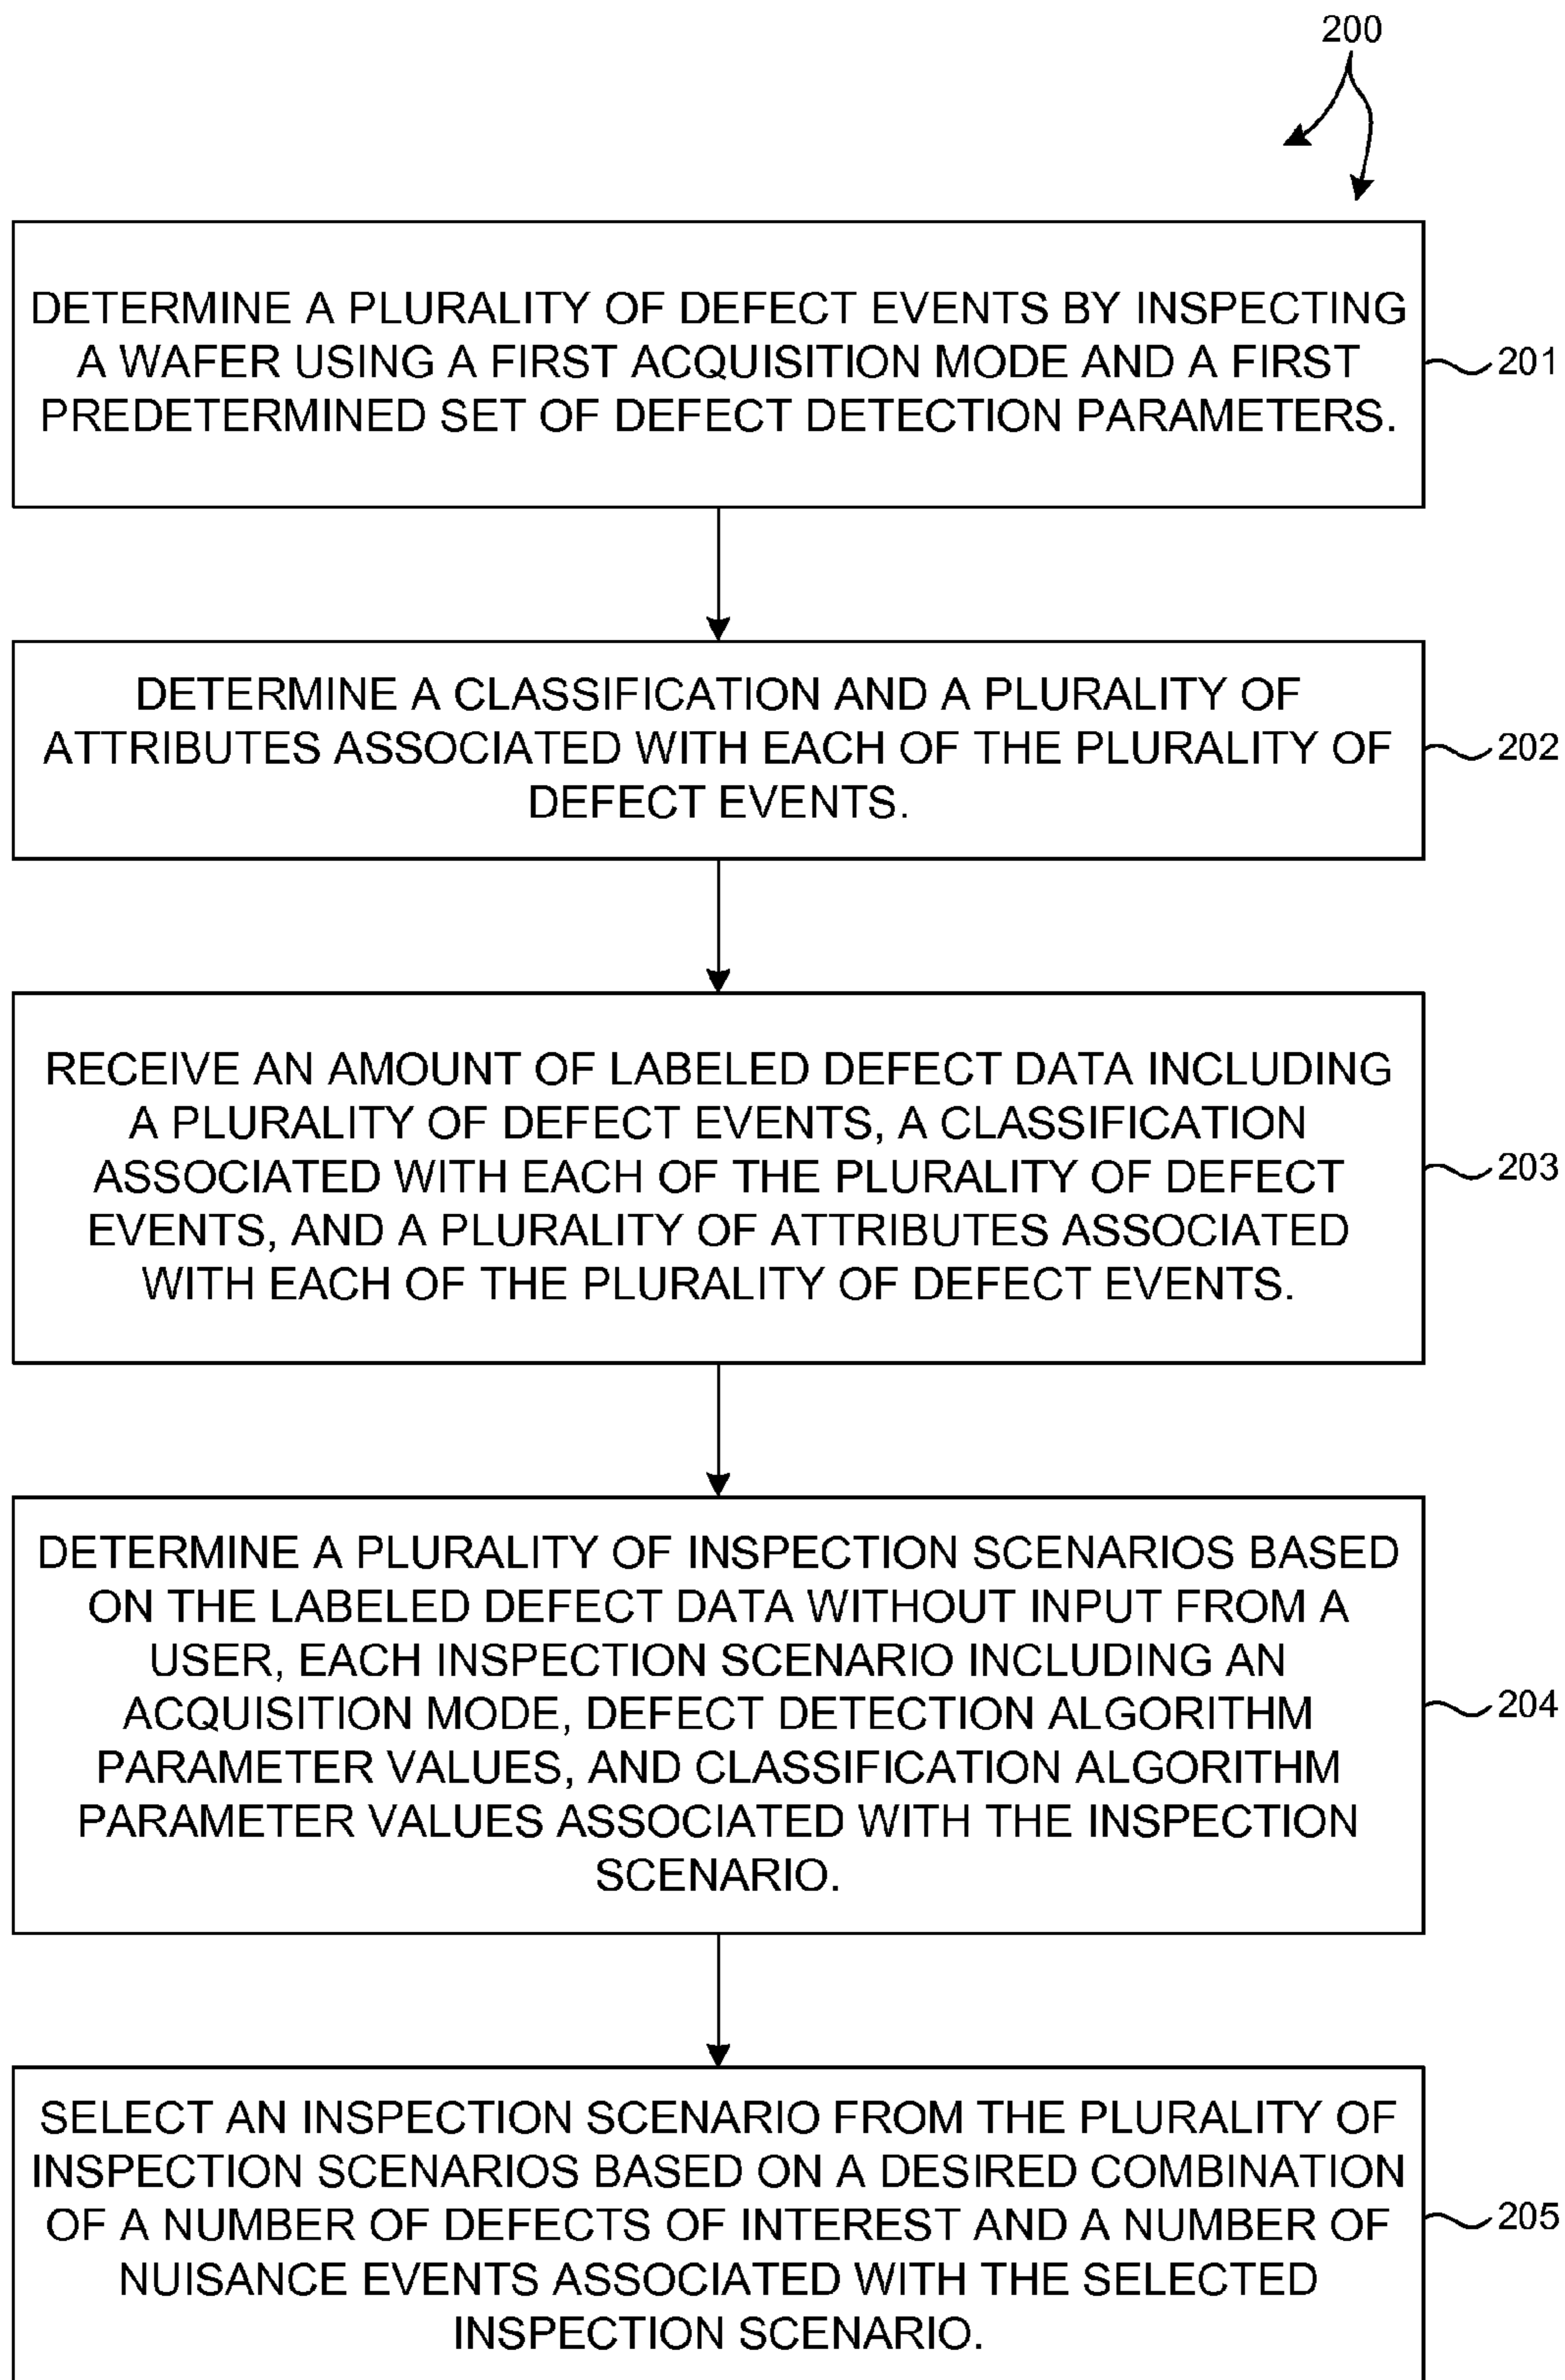 200
DETERMINE A PLURALITY OF DEFECT EVENTS BY INSPECTING
A WAFER USING A FIRST ACQUISITION MODE AND A FIRST
PREDETERMINED SET OF DEFECT DETECTION PARAMETERS.
201
DETERMINE A CLASSIFICATION AND A PLURALITY OF
ATTRIBUTES ASSOCIATED WITH EACH OF THE PLURALITY OF
DEFECT EVENTS.
202
RECEIVE AN AMOUNT OF LABELED DEFECT DATA INCLUDING
A PLURALITY OF DEFECT EVENTS, A CLASSIFICATION
ASSOCIATED WITH EACH OF THE PLURALITY OF DEFECT
EVENTS, AND A PLURALITY OF ATTRIBUTES ASSOCIATED
WITH EACH OF THE PLURALITY OF DEFECT EVENTS.
203
DETERMINE A PLURALITY OF INSPECTION SCENARIOS BASED
ON THE LABELED DEFECT DATA WITHOUT INPUT FROM A
USER, EACH INSPECTION SCENARIO INCLUDING AN
ACQUISITION MODE, DEFECT DETECTION ALGORITHM
PARAMETER VALUES, AND CLASSIFICATION ALGORITHM
PARAMETER VALUES ASSOCIATED WITH THE INSPECTION
SCENARIO.
204
SELECT AN INSPECTION SCENARIO FROM THE PLURALITY OF
INSPECTION SCENARIOS BASED ON A DESIRED COMBINATION
OF A NUMBER OF DEFECTS OF INTEREST AND A NUMBER OF
NUISANCE EVENTS ASSOCIATED WITH THE SELECTED
INSPECTION SCENARIO.
205